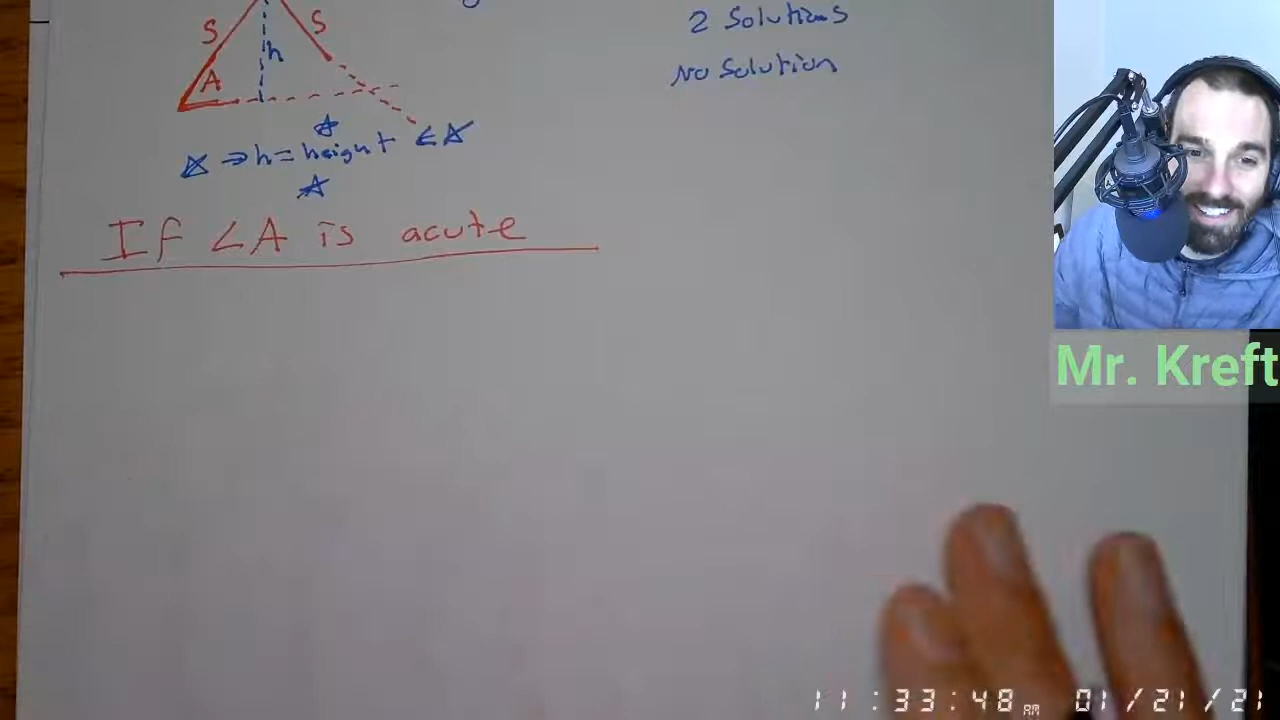 2 Solutions
No Solution
S
S
h
A
⇒ h = height ⇐
If ∠A is acute
Mr. Kreft
11:33:48 AM 01/21/21